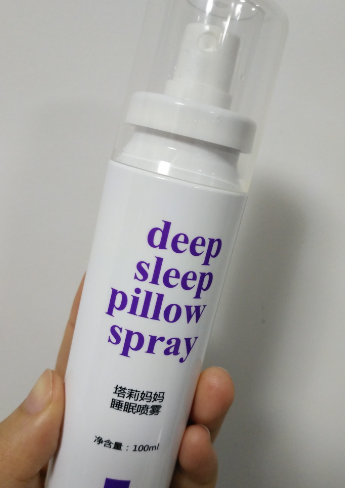 deep
sleep
pillow
spray
塔莉妈妈
睡眠喷雾
净含量：100ml